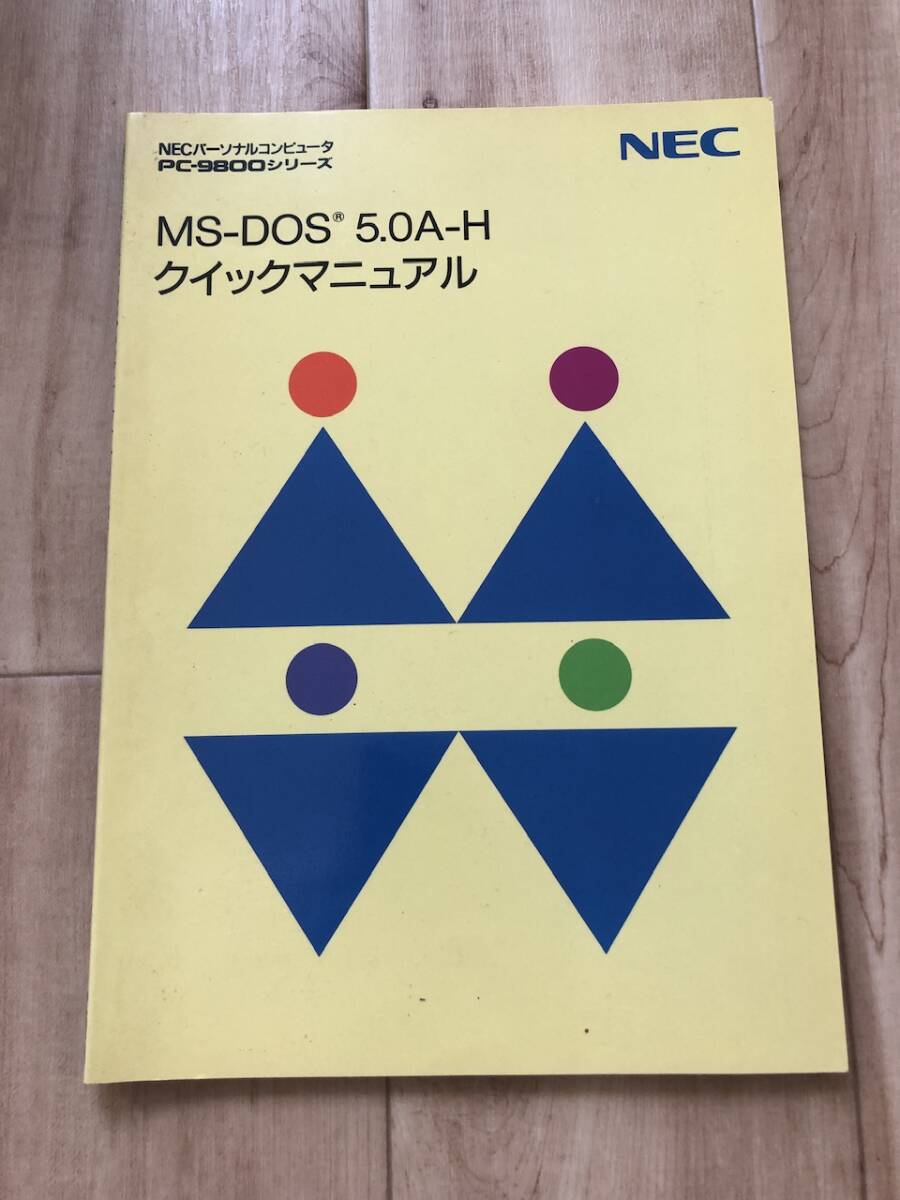 NECパーソナルコンピュータ
PC-9800シリーズ
NEC
MS-DOS® 5.0A-H
クイックマニュアル